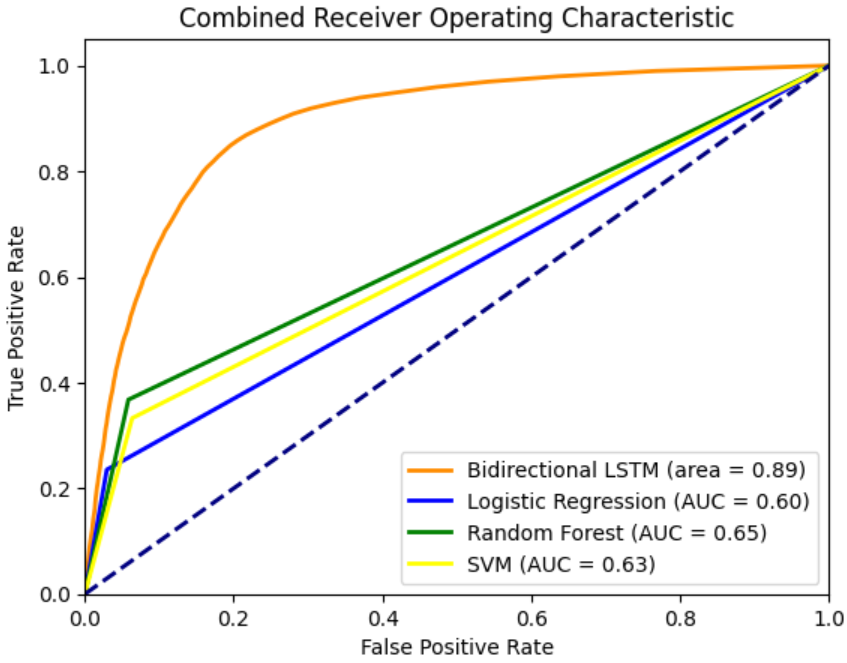 Combined Receiver Operating Characteristic
True Positive Rate
1.0
0.8
0.6
0.4
0.2
0.0
Bidirectional LSTM (area = 0.89)
Logistic Regression (AUC = 0.60)
Random Forest (AUC = 0.65)
SVM (AUC = 0.63)
0.0 0.2 0.4 0.6 0.8 1.0
False Positive Rate